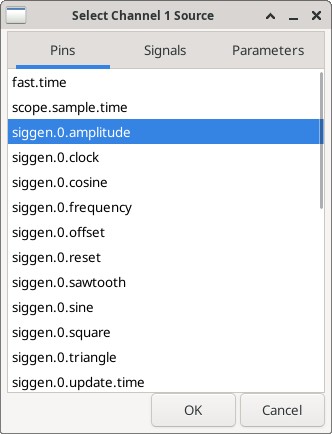 Select Channel 1 Source
Pins Signals Parameters
fast.time
scope.sample.time
siggen.0.amplitude
siggen.0.clock
siggen.0.cosine
siggen.0.frequency
siggen.0.offset
siggen.0.reset
siggen.0.sawtooth
siggen.0.sine
siggen.0.square
siggen.0.triangle
siggen.0.update.time
OK Cancel